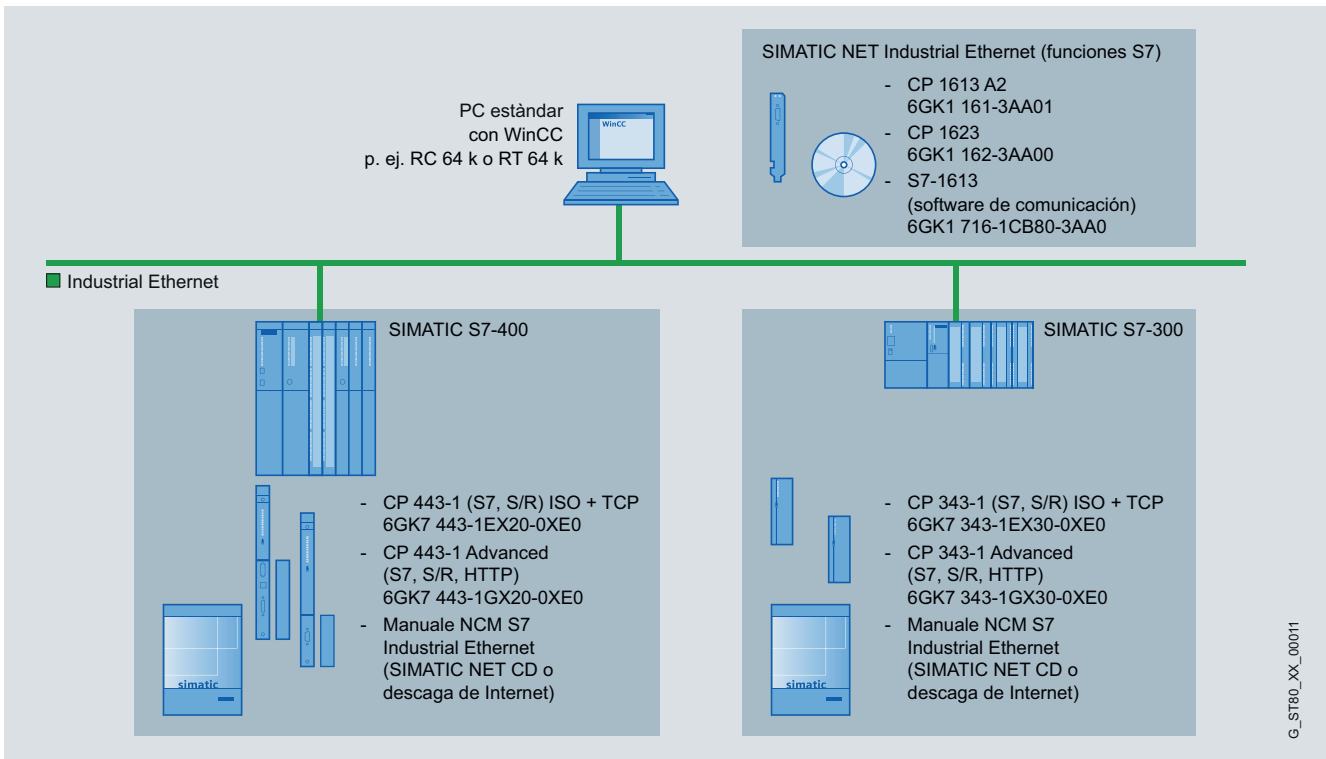 PC estàndar
con WinCC
p. ej. RC 64 k o RT 64 k
WinCC
SIMATIC NET Industrial Ethernet (funciones S7)
- CP 1613 A2
6GK1 161-3AA01
- CP 1623
6GK1 162-3AA00
- S7-1613
(software de comunicación)
6GK1 716-1CB80-3AA0
Industrial Ethernet
SIMATIC S7-400
- CP 443-1 (S7, S/R) ISO + TCP
6GK7 443-1EX20-0XE0
- CP 443-1 Advanced
(S7, S/R, HTTP)
6GK7 443-1GX20-0XE0
- Manuale NCM S7
Industrial Ethernet
(SIMATIC NET CD o
descaga de Internet)
simatic
SIMATIC S7-300
- CP 343-1 (S7, S/R) ISO + TCP
6GK7 343-1EX30-0XE0
- CP 343-1 Advanced
(S7, S/R, HTTP)
6GK7 343-1GX30-0XE0
- Manuale NCM S7
Industrial Ethernet
(SIMATIC NET CD o
descaga de Internet)
simatic
G_ST80_XX_00011